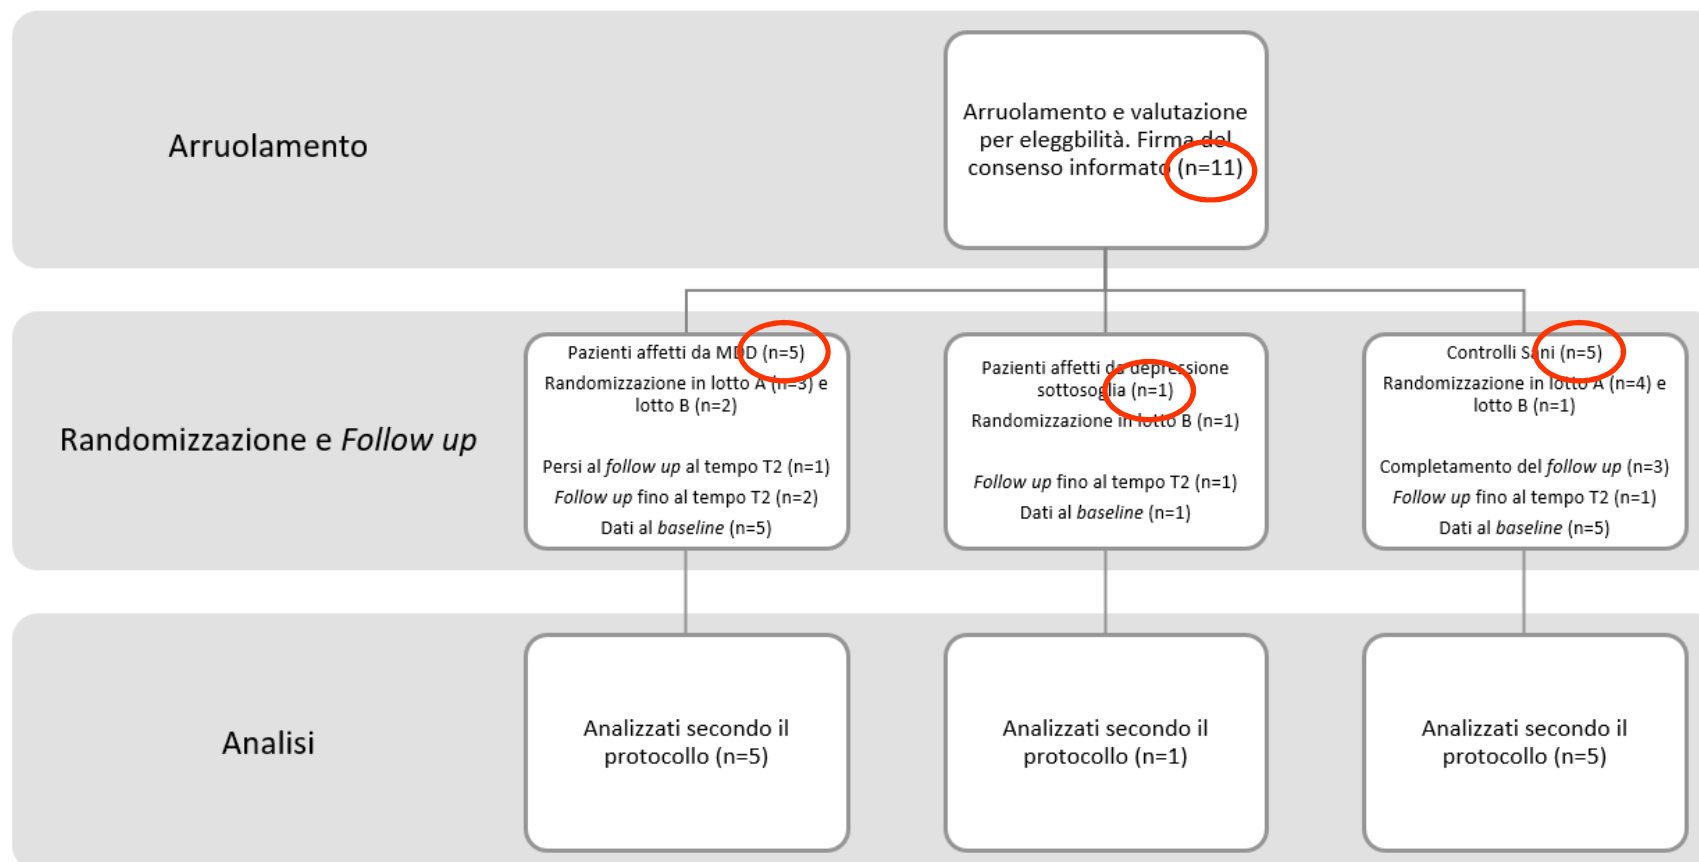 Arruolamento
Arruolamento e valutazione
per eleggbilità. Firma del
consenso informato (n=11)
Randomizzazione e Follow up
Pazienti affetti da MDD (n=5)
Randomizzazione in lotto A (n=3) e
lotto B (n=2)
Persi al follow up al tempo T2 (n=1)
Follow up fino al tempo T2 (n=2)
Dati al baseline (n=5)
Pazienti affetti da depressione
sottosoglia (n=1)
Randomizzazione in lotto B (n=1)
Follow up fino al tempo T2 (n=1)
Dati al baseline (n=1)
Controlli Sani (n=5)
Randomizzazione in lotto A (n=4) e
lotto B (n=1)
Completamento del follow up (n=3)
Follow up fino al tempo T2 (n=1)
Dati al baseline (n=5)
Analisi
Analizzati secondo il
protocollo (n=5)
Analizzati secondo il
protocollo (n=1)
Analizzati secondo il
protocollo (n=5)